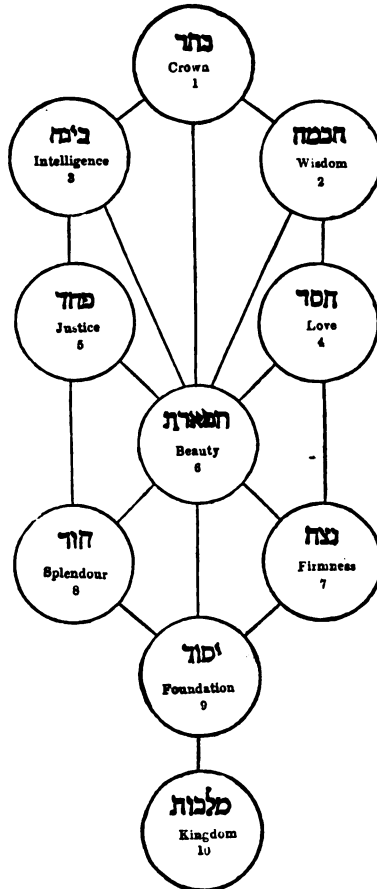 כתר
Crown
1
בינה
Intelligence
3
חכמה
Wisdom
2
פחד
Justice
5
חסד
Love
4
תפארת
Beauty
6
הוד
Splendour
8
נצח
Firmness
7
יסוד
Foundation
9
מלכות
Kingdom
10